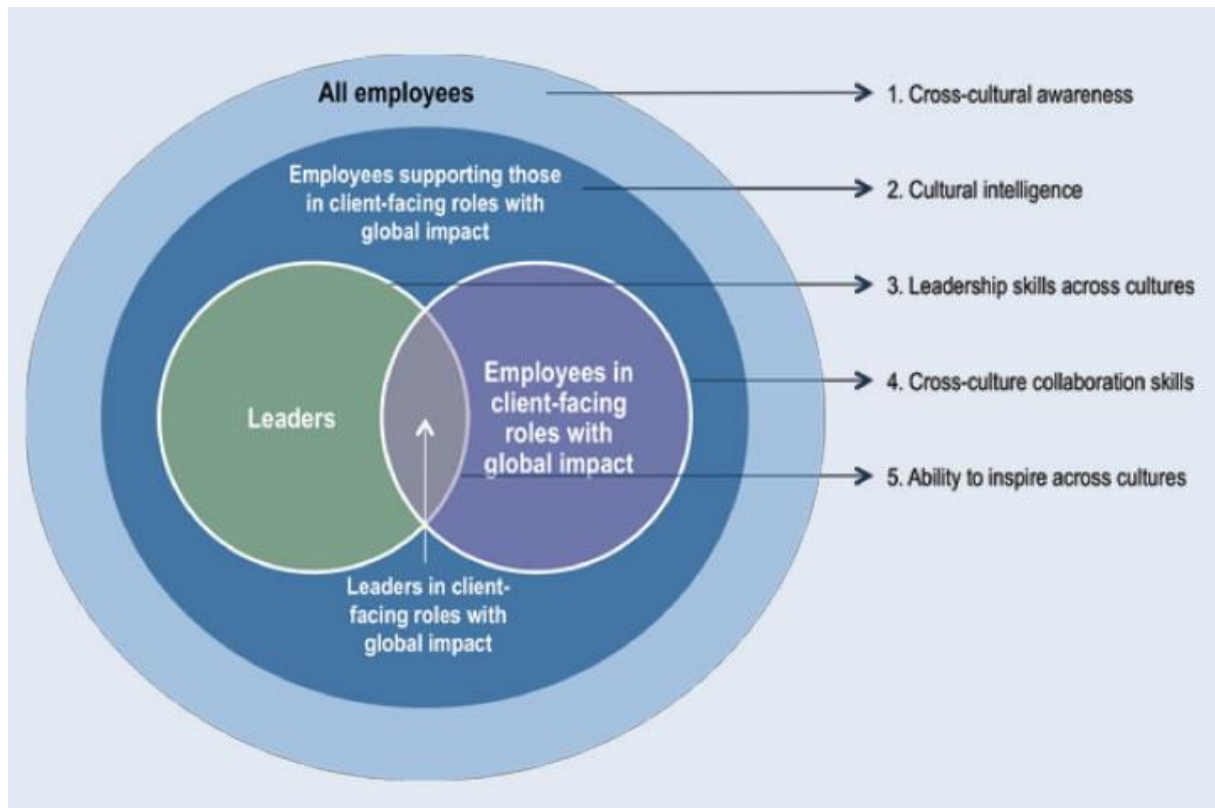 All employees
1. Cross-cultural awareness
Employees supporting those
in client-facing roles with
global impact
2. Cultural intelligence
3. Leadership skills across cultures
Leaders
Employees in
client-facing
roles with
global impact
4. Cross-culture collaboration skills
5. Ability to inspire across cultures
Leaders in client-
facing roles with
global impact